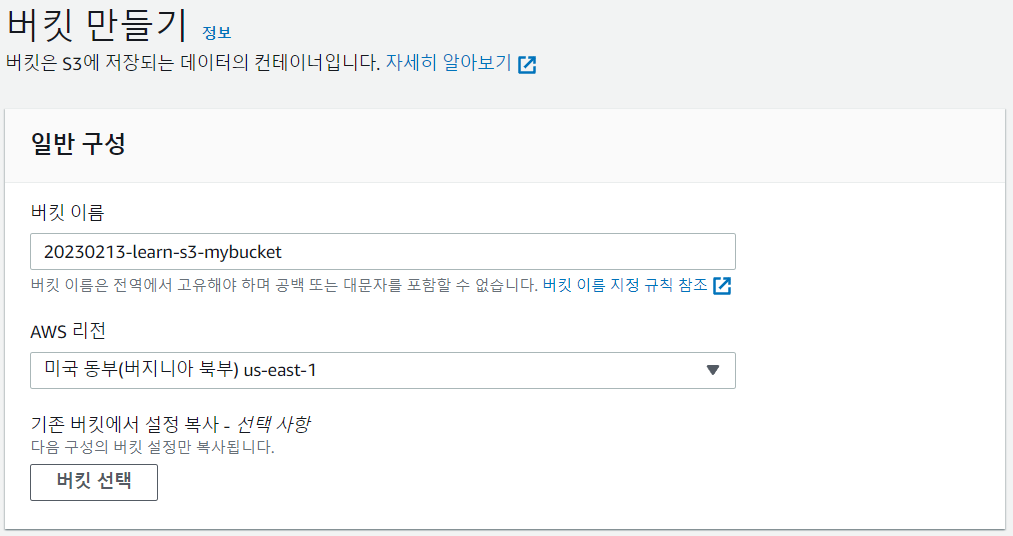 버킷 만들기 정보
버킷은 S3에 저장되는 데이터의 컨테이너입니다. 자세히 알아보기
일반 구성
버킷 이름
20230213-learn-s3-mybucket
버킷 이름은 전역에서 고유해야 하며 공백 또는 대문자를 포함할 수 없습니다. 버킷 이름 지정 규칙 참조
AWS 리전
미국 동부(버지니아 북부) us-east-1
기존 버킷에서 설정 복사 - 선택 사항
다음 구성의 버킷 설정만 복사됩니다.
버킷 선택